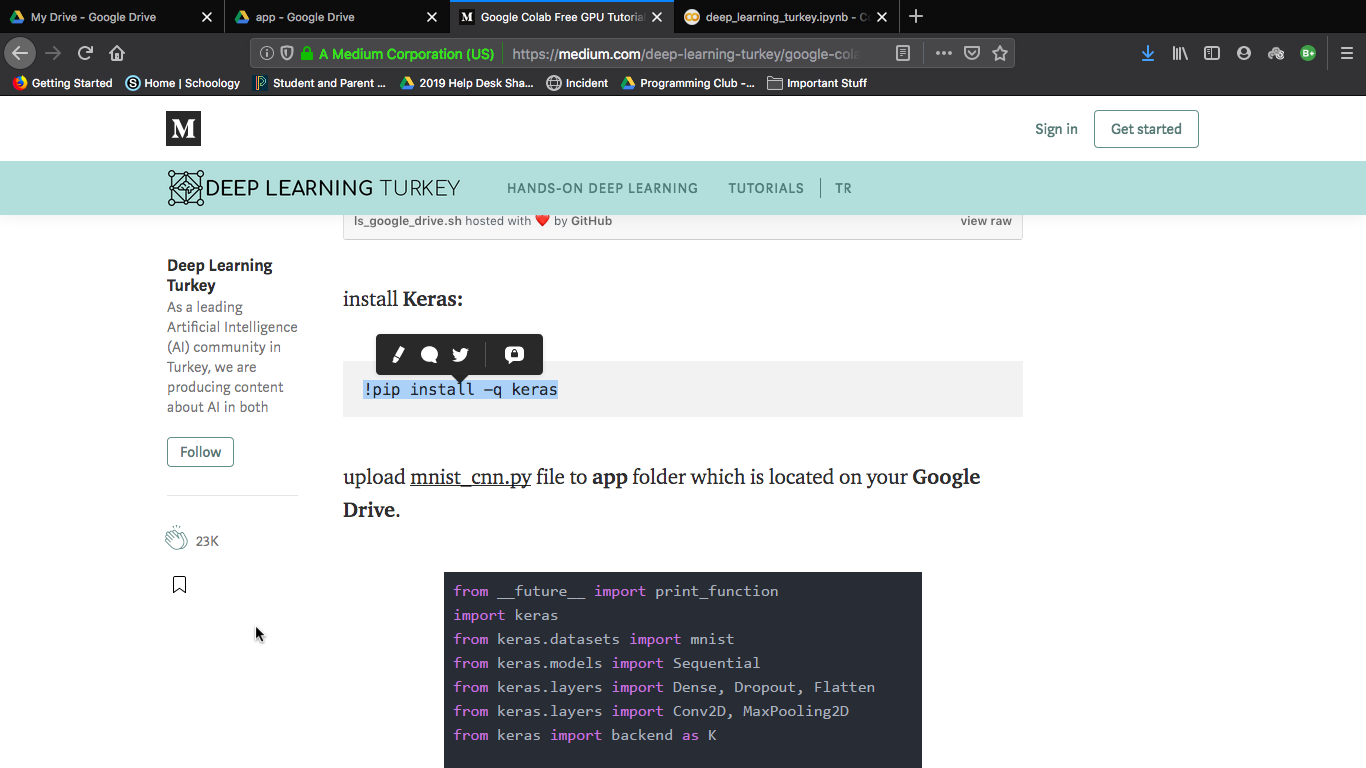 My Drive - Google Drive
app - Google Drive
Google Colab Free GPU Tutorial
deep_learning_turkey.ipynb - Co
A Medium Corporation (US)
https://medium.com/deep-learning-turkey/google-cola
Getting Started
Home | Schoology
Student and Parent ...
2019 Help Desk Sha...
Incident
Programming Club -...
Important Stuff
M
Sign in
Get started
DEEP LEARNING TURKEY
HANDS-ON DEEP LEARNING
TUTORIALS
TR
ls_google_drive.sh hosted with ❤ by GitHub
view raw
Deep Learning
Turkey
As a leading
Artificial Intelligence
(AI) community in
Turkey, we are
producing content
about AI in both
Follow
23K
install Keras:
!pip install -q keras
upload mnist_cnn.py file to app folder which is located on your Google
Drive.
from __future__ import print_function
import keras
from keras.datasets import mnist
from keras.models import Sequential
from keras.layers import Dense, Dropout, Flatten
from keras.layers import Conv2D, MaxPooling2D
from keras import backend as K